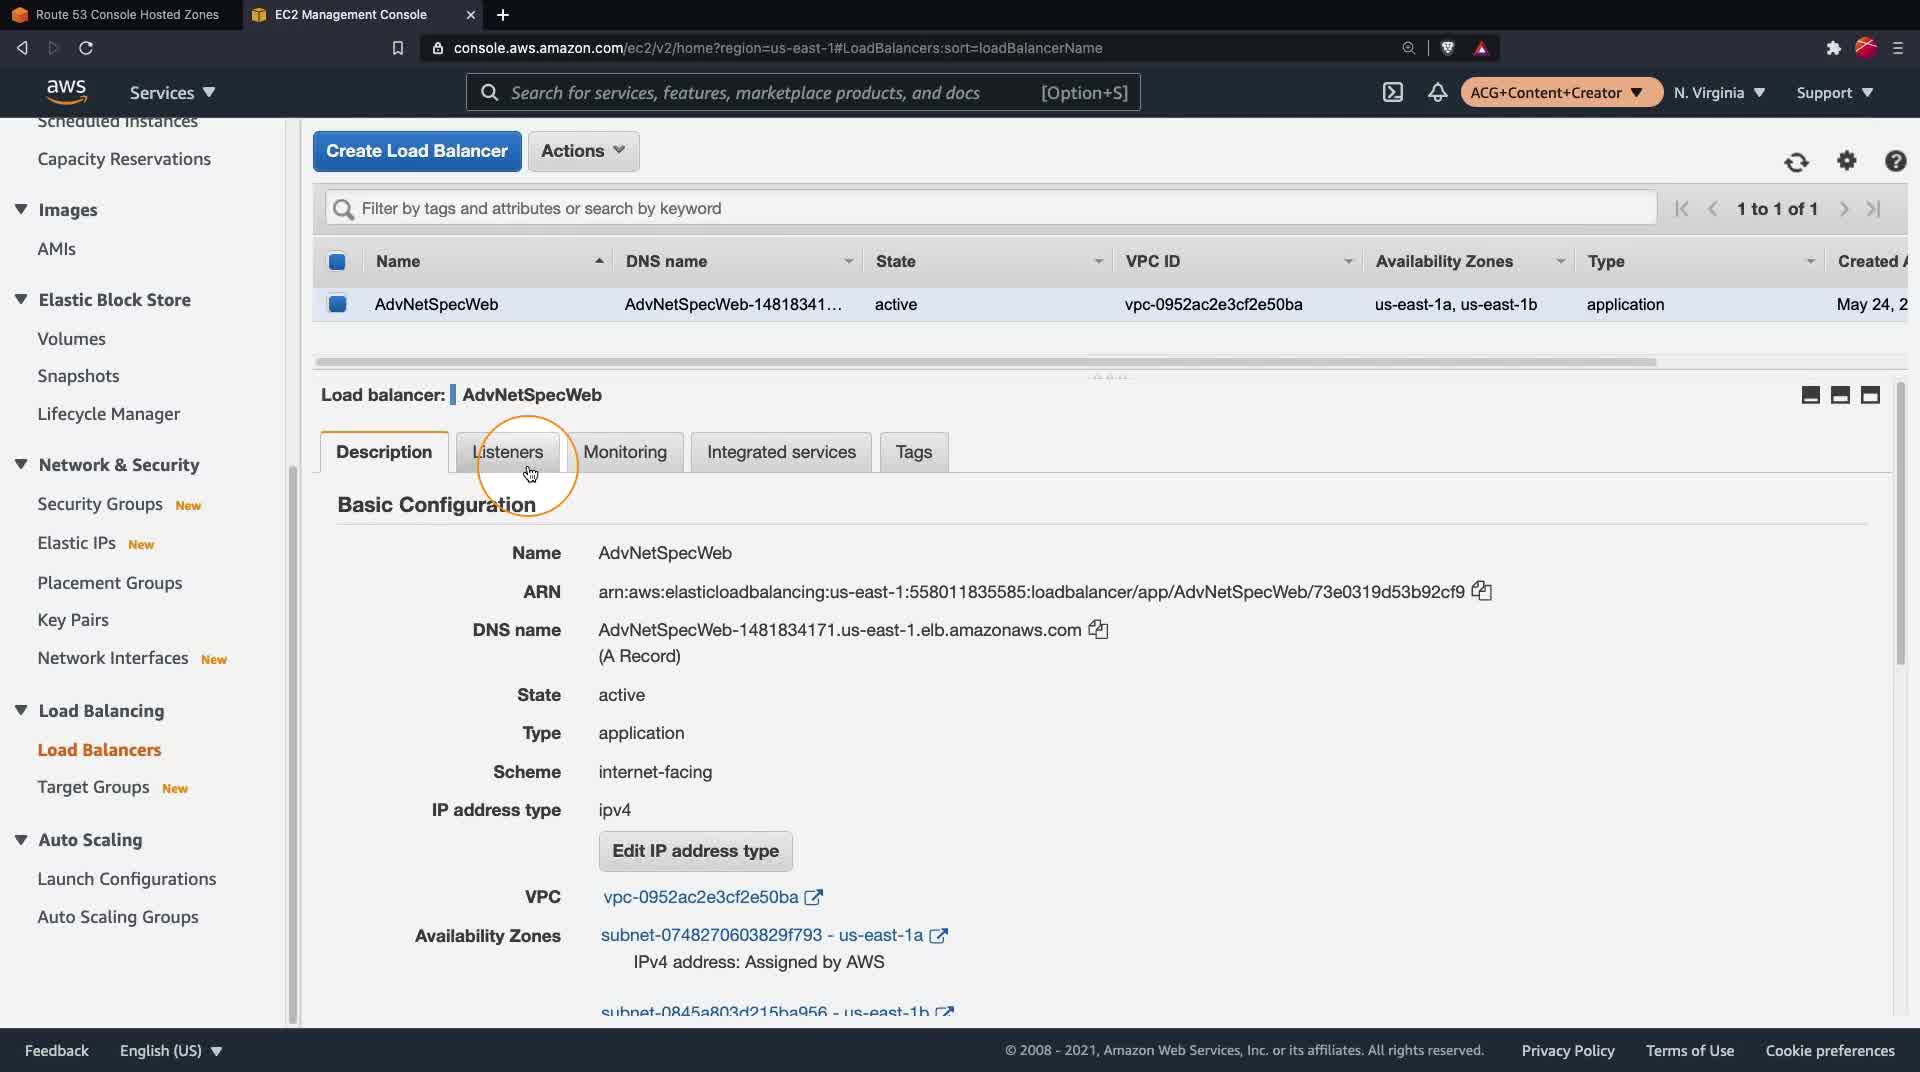 Route 53 Console Hosted Zones
EC2 Management Console
console.aws.amazon.com/ec2/v2/home?region=us-east-1#LoadBalancers:sort=loadBalancerName
aws
Services
Search for services, features, marketplace products, and docs [Option+S]
ACG+Content+Creator
N. Virginia
Support
Scheduled Instances
Capacity Reservations
Images
AMIs
Elastic Block Store
Volumes
Snapshots
Lifecycle Manager
Network & Security
Security Groups New
Elastic IPs New
Placement Groups
Key Pairs
Network Interfaces New
Load Balancing
Load Balancers
Target Groups New
Auto Scaling
Launch Configurations
Auto Scaling Groups
Create Load Balancer
Actions
Filter by tags and attributes or search by keyword
1 to 1 of 1
Name DNS name State VPC ID Availability Zones Type Created A
AdvNetSpecWeb AdvNetSpecWeb-14818341... active vpc-0952ac2e3cf2e50ba us-east-1a, us-east-1b application May 24, 2
Load balancer: AdvNetSpecWeb
Description Listeners Monitoring Integrated services Tags
Basic Configuration
Name AdvNetSpecWeb
ARN arn:aws:elasticloadbalancing:us-east-1:558011835585:loadbalancer/app/AdvNetSpecWeb/73e0319d53b92cf9
DNS name AdvNetSpecWeb-1481834171.us-east-1.elb.amazonaws.com
(A Record)
State active
Type application
Scheme internet-facing
IP address type ipv4
Edit IP address type
VPC vpc-0952ac2e3cf2e50ba
Availability Zones subnet-0748270603829f793 - us-east-1a
IPv4 address: Assigned by AWS
subnet-0845a803d215ba956 - us-east-1b
Feedback English (US)
© 2008 - 2021, Amazon Web Services, Inc. or its affiliates. All rights reserved. Privacy Policy Terms of Use Cookie preferences